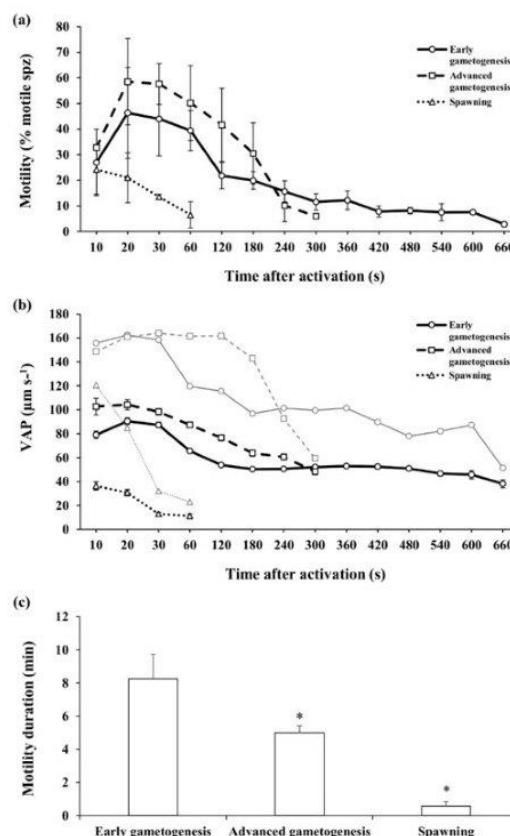 (a)
80
70
60
50
40
30
20
10
0
Motility (% motile spz)
Early
gametogenesis
Advanced
gametogenesis
Spawning
10 20 30 60 120 180 240 300 360 420 480 540 600 660
Time after activation (s)
(b)
180
160
140
120
100
80
60
40
20
0
VAP (µm s-1)
Early
gametogenesis
Advanced
gametogenesis
Spawning
10 20 30 60 120 180 240 300 360 420 480 540 600 660
Time after activation (s)
(c)
12
10
8
6
4
2
0
Motility duration (min)
*
*
Early gametogenesis Advanced gametogenesis Spawning